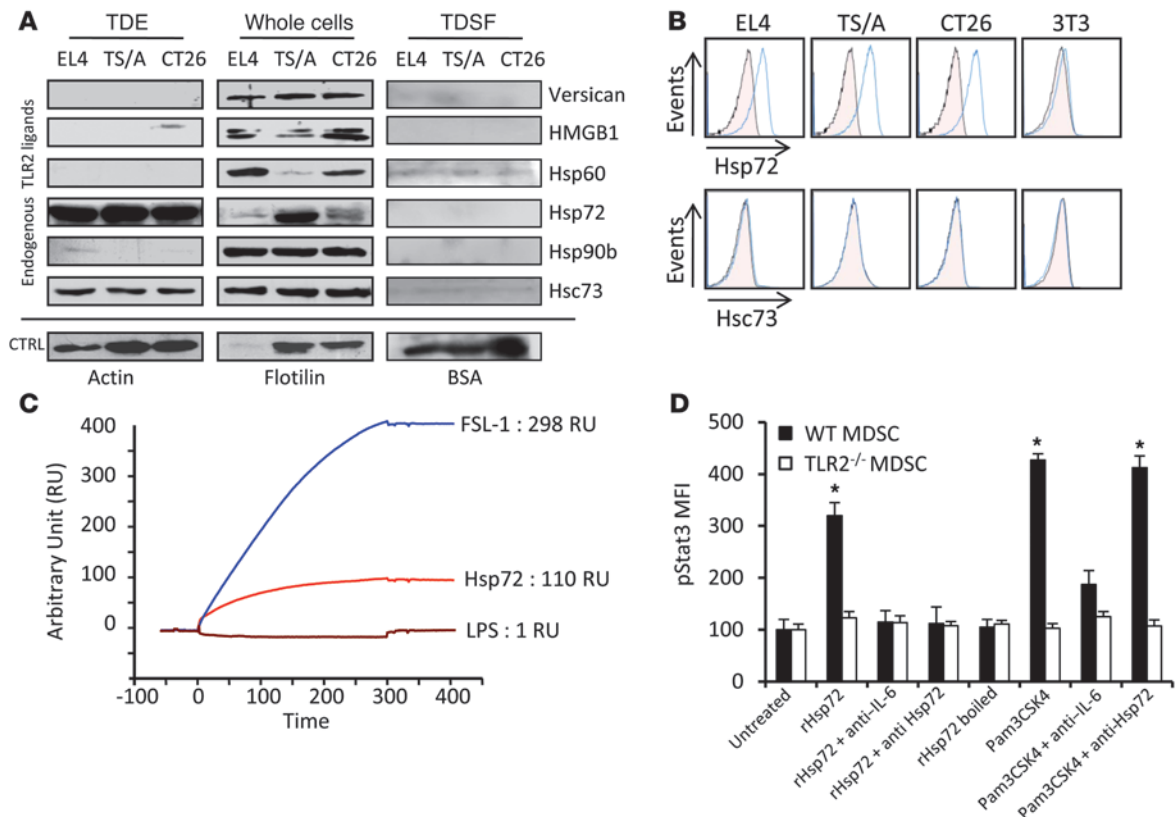 A
TDE Whole cells TDSF
EL4 TS/A CT26 EL4 TS/A CT26 EL4 TS/A CT26
Endogenous TLR2 ligands
Versican
HMGB1
Hsp60
Hsp72
Hsp90b
Hsc73
CTRL
Actin Flotilin BSA
B
EL4 TS/A CT26 3T3
Events
Hsp72
Events
Hsc73
C
Arbitrary Unit (RU)
400
300
200
100
0
-100 0 100 200 300 400
Time
FSL-1 : 298 RU
Hsp72 : 110 RU
LPS : 1 RU
D
pStat3 MFI
500
400
300
200
100
0
WT MDSC
TLR2-/- MDSC
* * *
Untreated
rHsp72
rHsp72 + anti-IL-6
rHsp72 + anti Hsp72
rHsp72 boiled
Pam3CSK4
Pam3CSK4 + anti-IL-6
Pam3CSK4 + anti-Hsp72